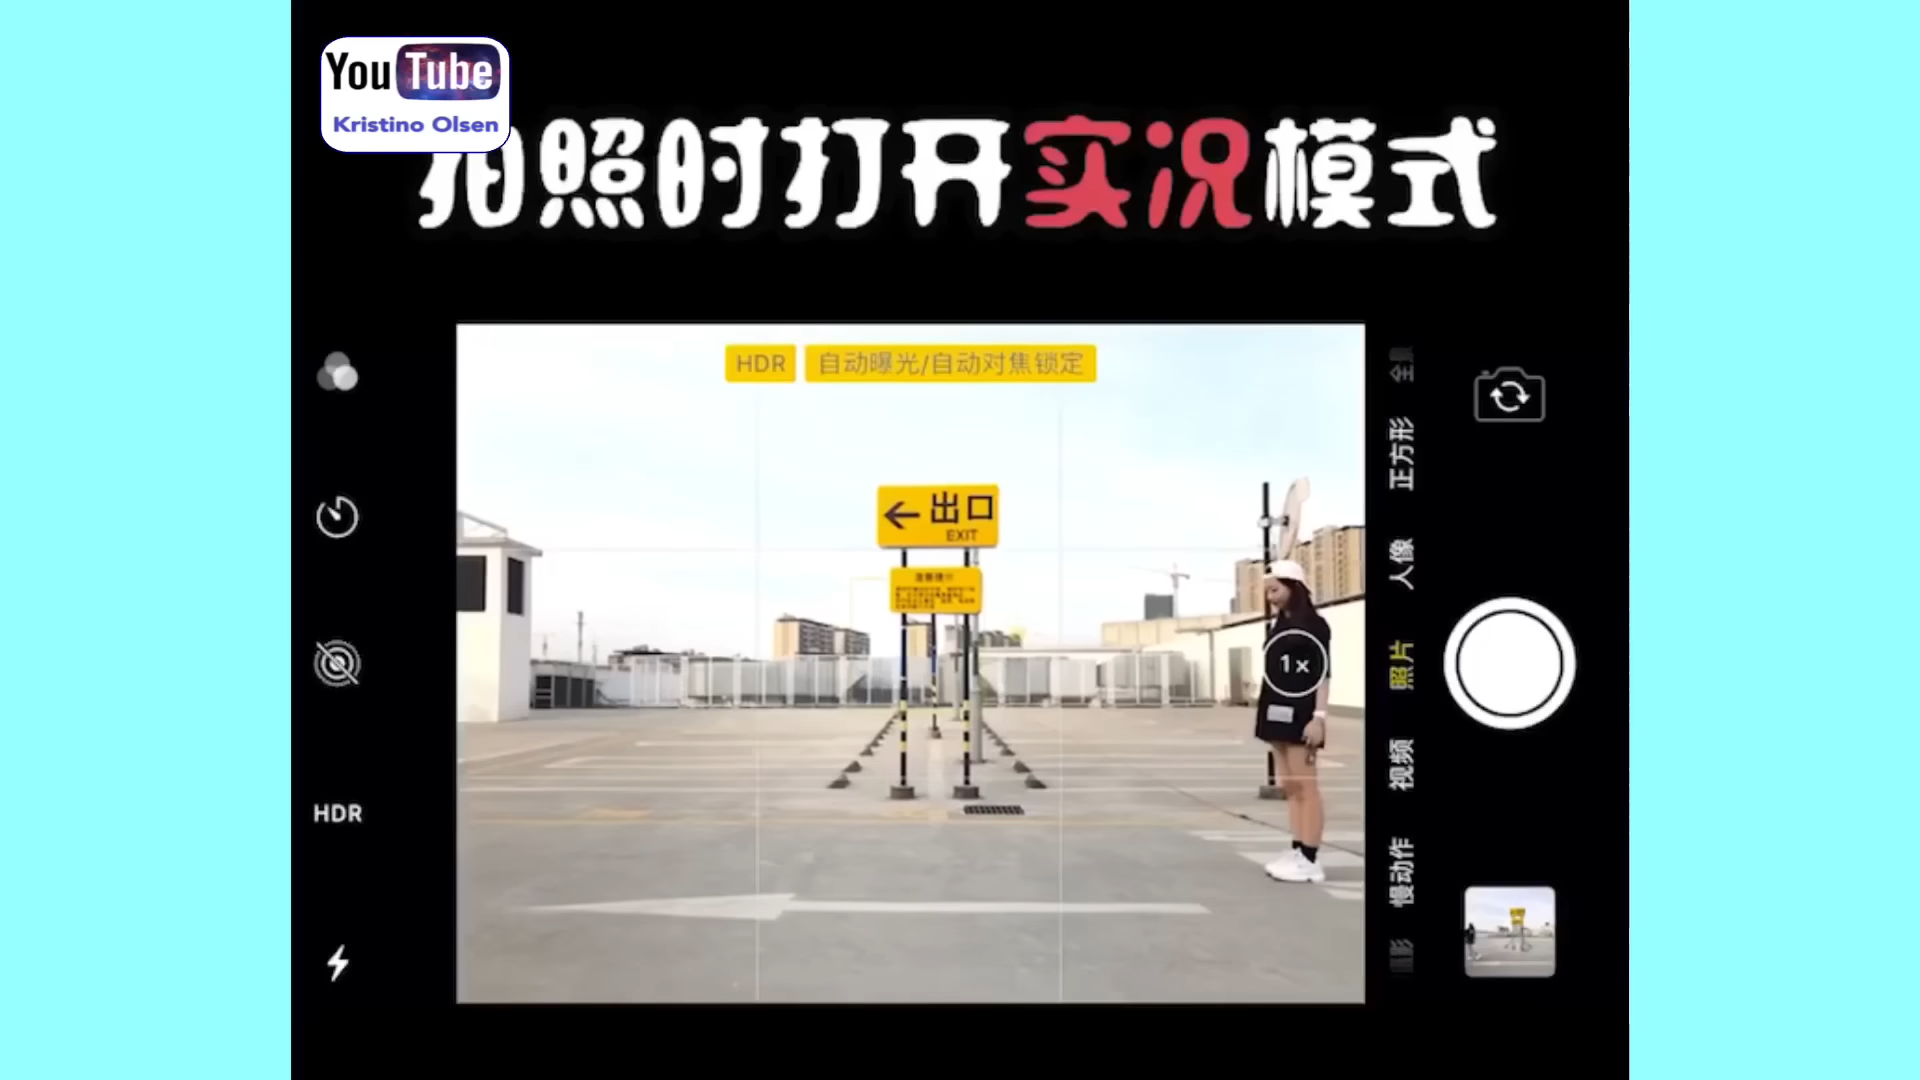 YouTube
Kristino Olsen
拍照时打开实况模式
HDR 自动曝光/自动对焦锁定
← 出口
EXIT
1x
HDR
正方形
人像
照片
视频
慢动作